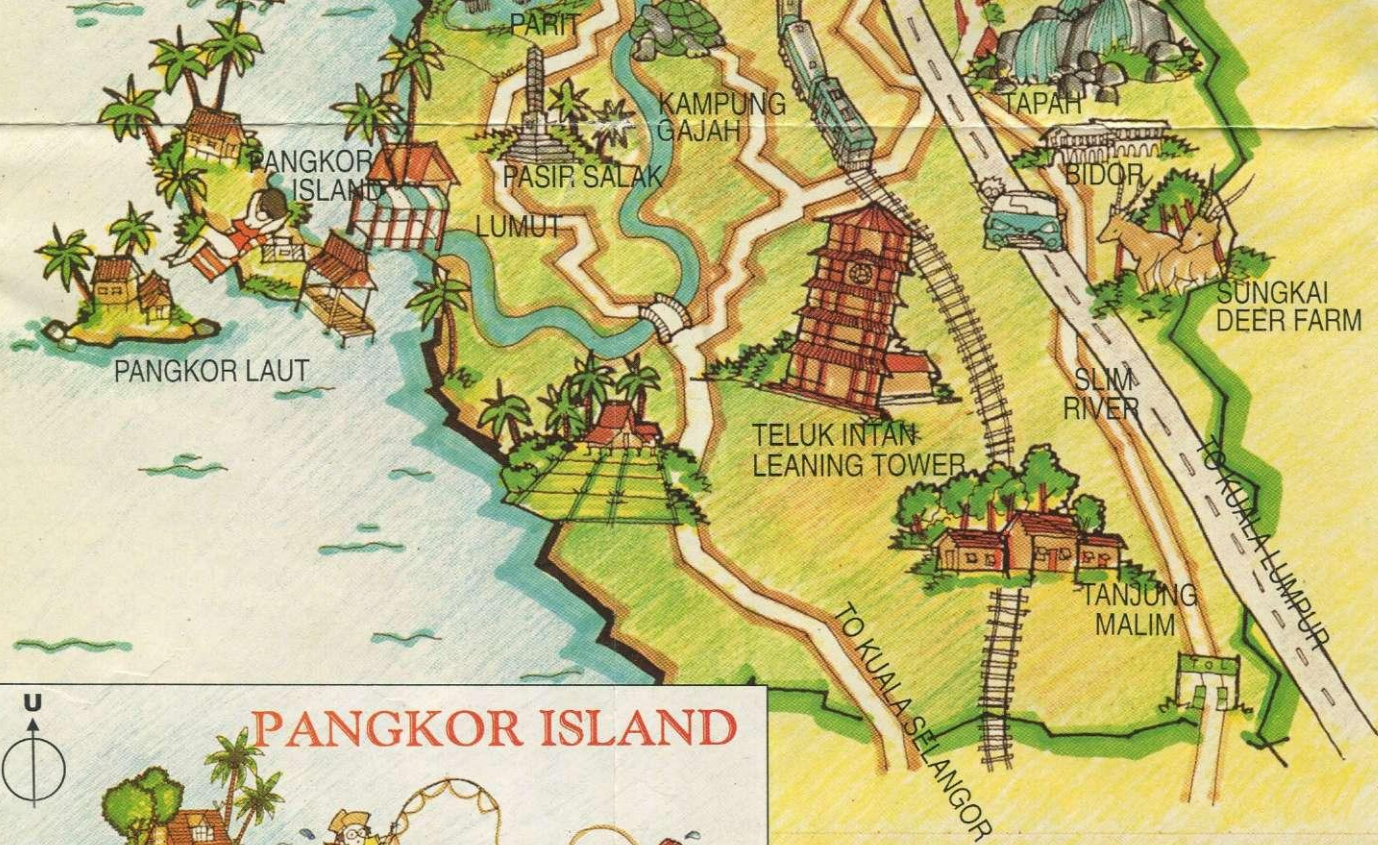 PARIT
KAMPUNG
GAJAH
TAPAH
PANGKOR
ISLAND
PASIR SALAK
BIDOR
LUMUT
SUNGKAI
DEER FARM
PANGKOR LAUT
SLIM
RIVER
TELUK INTAN
LEANING TOWER
TO KUALA LUMPUR
TANJUNG
MALIM
TO KUALA SELANGOR
TOL
U
PANGKOR ISLAND